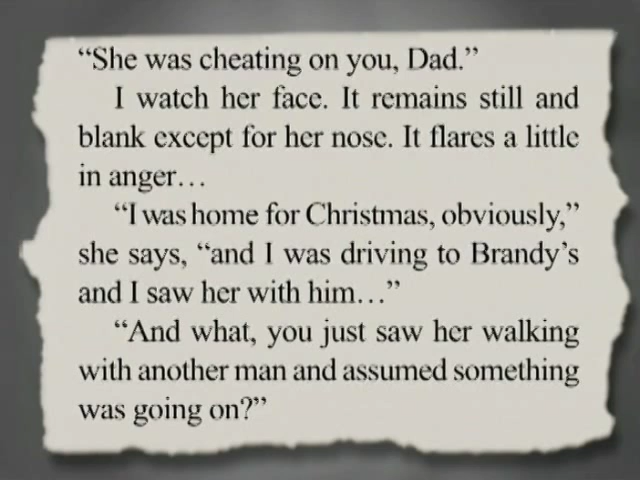 “She was cheating on you, Dad.”
I watch her face. It remains still and
blank except for her nose. It flares a little
in anger…
“I was home for Christmas, obviously,”
she says, “and I was driving to Brandy’s
and I saw her with him…”
“And what, you just saw her walking
with another man and assumed something
was going on?”